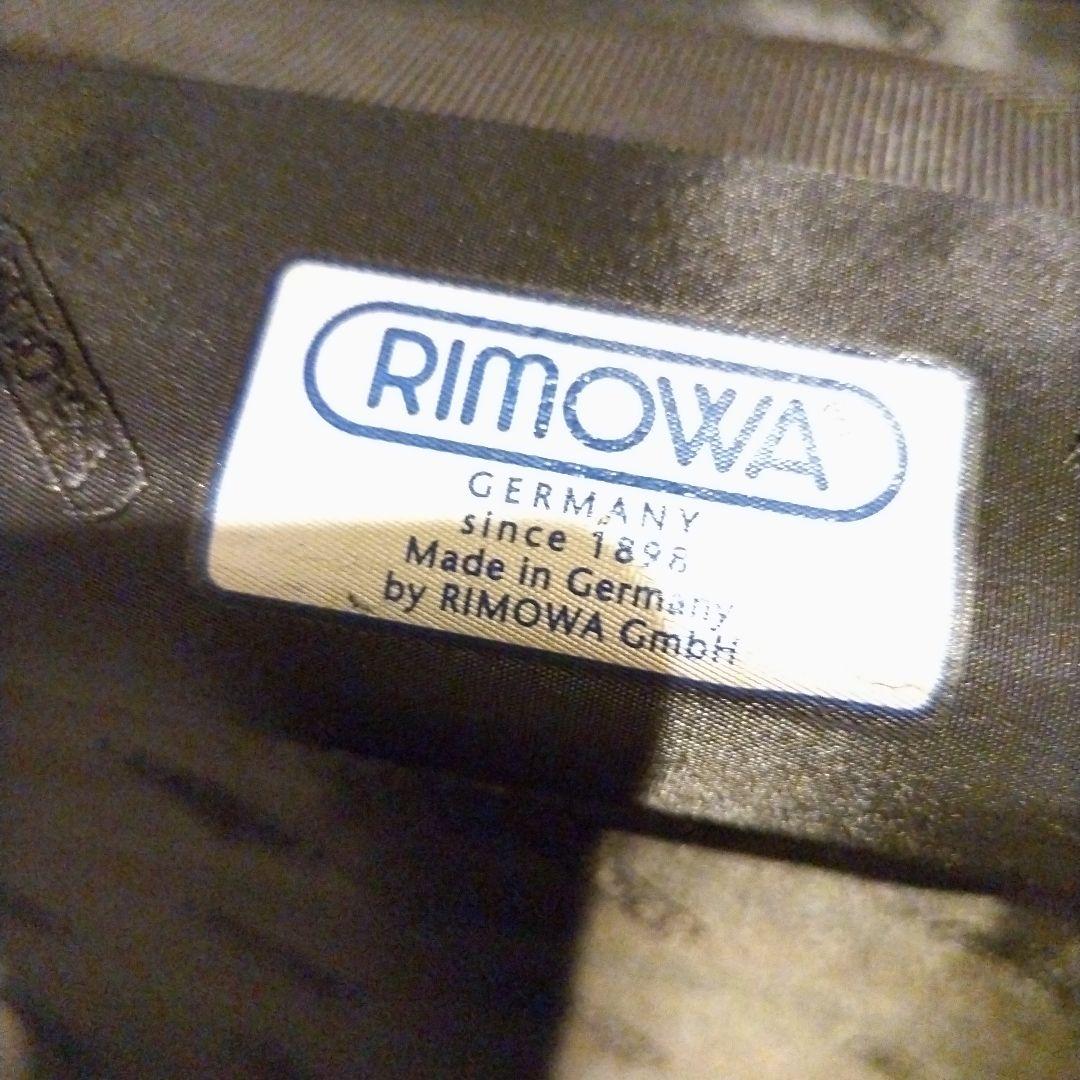 RIMOWA®
GERMANY
since 1898
Made in Germany
by RIMOWA GmbH